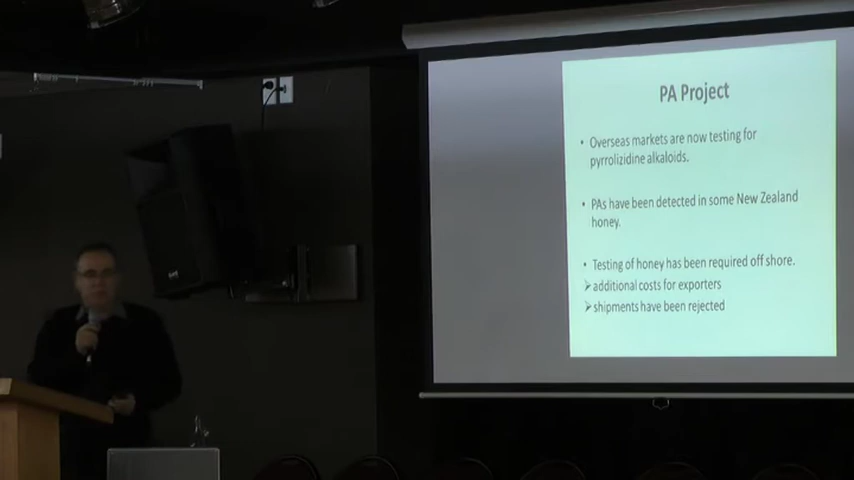 PA Project
• Overseas markets are now testing for
pyrrolizidine alkaloids.
• PAs have been detected in some New Zealand
honey.
• Testing of honey has been required off shore.
➢ additional costs for exporters
➢ shipments have been rejected